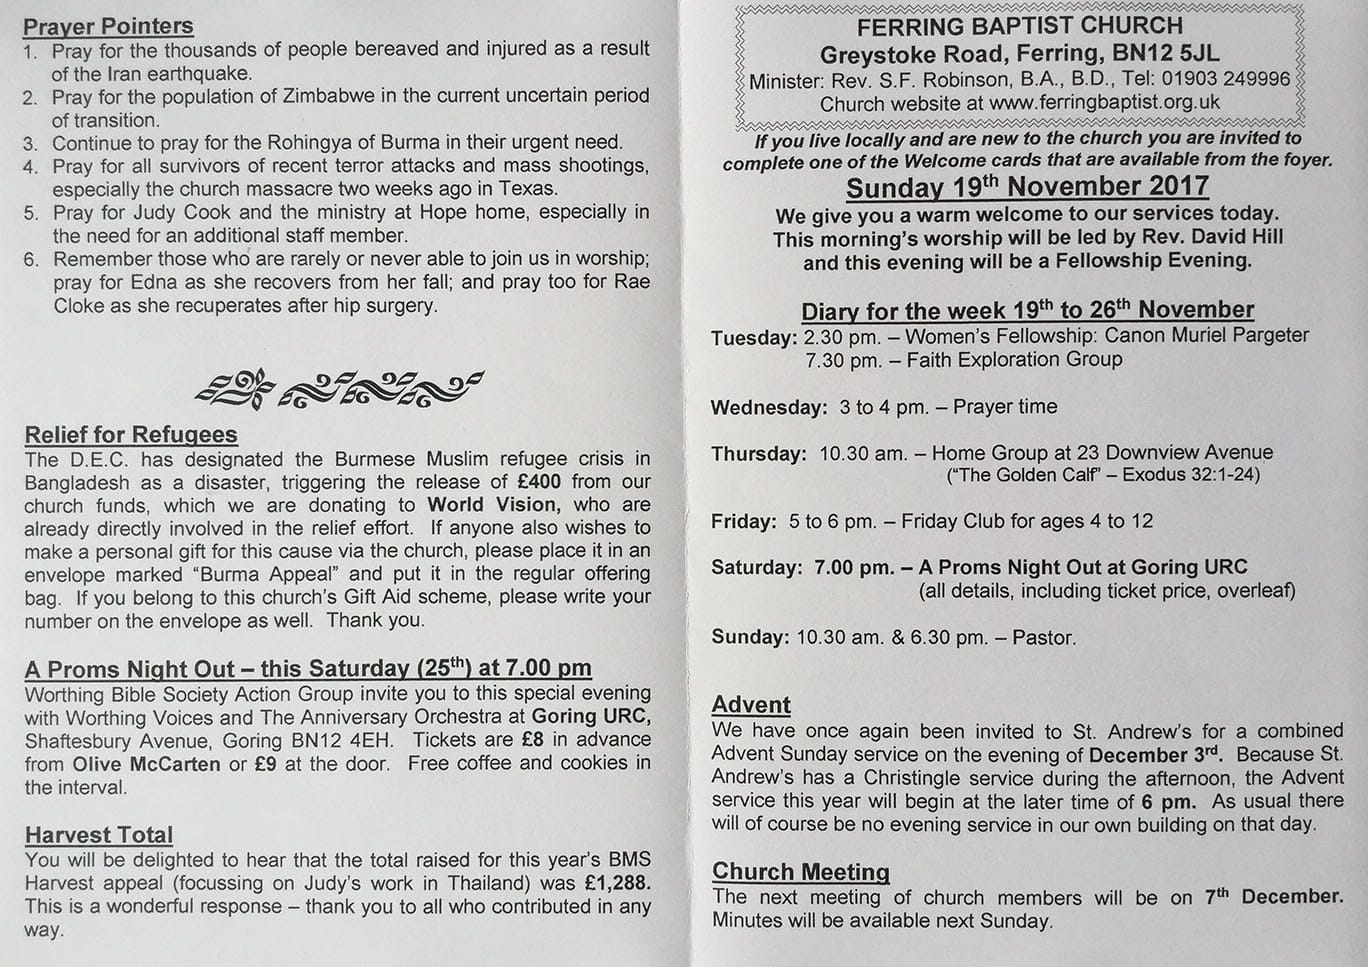 Prayer Pointers
1. Pray for the thousands of people bereaved and injured as a result
of the Iran earthquake.
2. Pray for the population of Zimbabwe in the current uncertain period
of transition.
3. Continue to pray for the Rohingya of Burma in their urgent need.
4. Pray for all survivors of recent terror attacks and mass shootings,
especially the church massacre two weeks ago in Texas.
5. Pray for Judy Cook and the ministry at Hope home, especially in
the need for an additional staff member.
6. Remember those who are rarely or never able to join us in worship;
pray for Edna as she recovers from her fall; and pray too for Rae
Cloke as she recuperates after hip surgery.
Relief for Refugees
The D.E.C. has designated the Burmese Muslim refugee crisis in
Bangladesh as a disaster, triggering the release of £400 from our
church funds, which we are donating to World Vision, who are
already directly involved in the relief effort. If anyone also wishes to
make a personal gift for this cause via the church, please place it in an
envelope marked “Burma Appeal” and put it in the regular offering
bag. If you belong to this church’s Gift Aid scheme, please write your
number on the envelope as well. Thank you.
A Proms Night Out – this Saturday (25th) at 7.00 pm
Worthing Bible Society Action Group invite you to this special evening
with Worthing Voices and The Anniversary Orchestra at Goring URC,
Shaftesbury Avenue, Goring BN12 4EH. Tickets are £8 in advance
from Olive McCarten or £9 at the door. Free coffee and cookies in
the interval.
Harvest Total
You will be delighted to hear that the total raised for this year’s BMS
Harvest appeal (focussing on Judy’s work in Thailand) was £1,288.
This is a wonderful response – thank you to all who contributed in any
way.
FERRING BAPTIST CHURCH
Greystoke Road, Ferring, BN12 5JL
Minister: Rev. S.F. Robinson, B.A., B.D., Tel: 01903 249996
Church website at www.ferringbaptist.org.uk
If you live locally and are new to the church you are invited to
complete one of the Welcome cards that are available from the foyer.
Sunday 19th November 2017
We give you a warm welcome to our services today.
This morning’s worship will be led by Rev. David Hill
and this evening will be a Fellowship Evening.
Diary for the week 19th to 26th November
Tuesday: 2.30 pm. – Women’s Fellowship: Canon Muriel Pargeter
7.30 pm. – Faith Exploration Group
Wednesday: 3 to 4 pm. – Prayer time
Thursday: 10.30 am. – Home Group at 23 Downview Avenue
(“The Golden Calf” – Exodus 32:1-24)
Friday: 5 to 6 pm. – Friday Club for ages 4 to 12
Saturday: 7.00 pm. – A Proms Night Out at Goring URC
(all details, including ticket price, overleaf)
Sunday: 10.30 am. & 6.30 pm. – Pastor.
Advent
We have once again been invited to St. Andrew’s for a combined
Advent Sunday service on the evening of December 3rd. Because St.
Andrew’s has a Christingle service during the afternoon, the Advent
service this year will begin at the later time of 6 pm. As usual there
will of course be no evening service in our own building on that day.
Church Meeting
The next meeting of church members will be on 7th December.
Minutes will be available next Sunday.